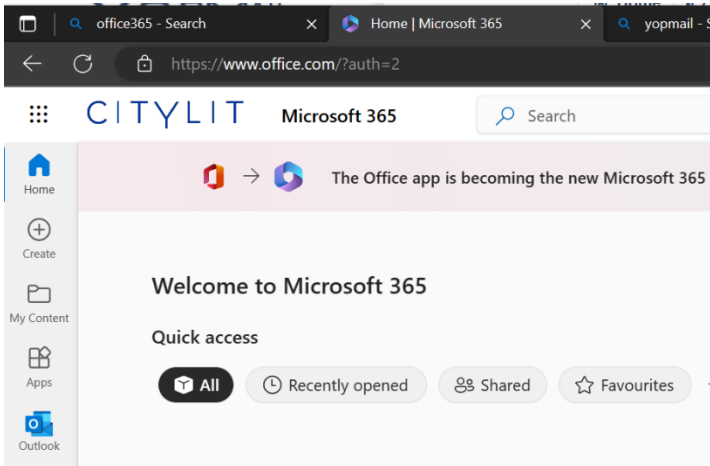 office365 - Search
Home | Microsoft 365
yopmail - S
https://www.office.com/?auth=2
CITYLIT
Microsoft 365
Search
Home
The Office app is becoming the new Microsoft 365
Create
Welcome to Microsoft 365
My Content
Quick access
Apps
All
Recently opened
Shared
Favourites
Outlook